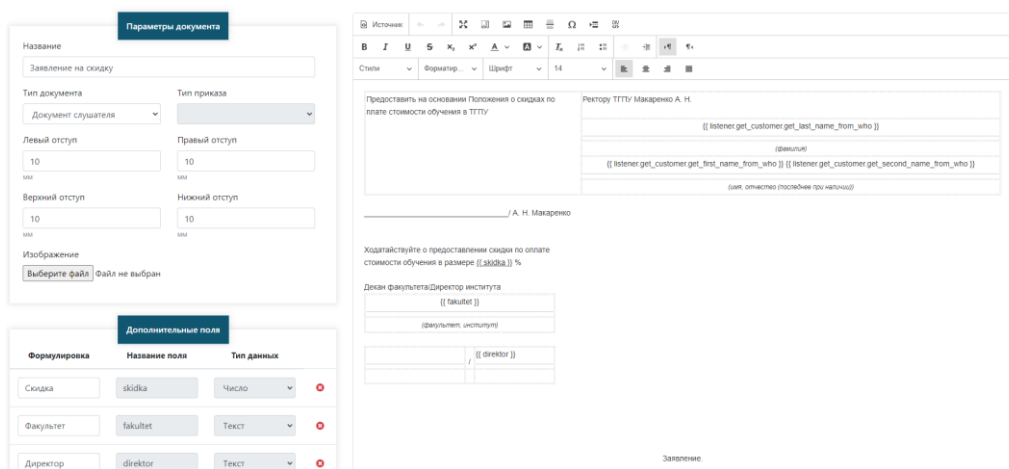 Параметры документа
Название
Заявление на скидку
Тип документа
Тип приказа
Документ слушателя
Левый отступ
Правый отступ
10
10
мм
мм
Верхний отступ
Нижний отступ
10
10
мм
мм
Изображение
Выберите файл Файл не выбран
Дополнительные поля
Формулировка Название поля Тип данных
Скидка skidka Число
Факультет fakultet Текст
Директор direktor Текст
Источник
B I U S x₂ x² A A Tx
Стили Форматир... Шрифт 14
Предоставить на основании Положения о скидках по
плате стоимости обучения в ТГПУ
Ректору ТГПУ Макаренко А. Н.
{{ listener.get_customer.get_last_name_from_who }}
(фамилия)
{{ listener.get_customer.get_first_name_from_who }} {{ listener.get_customer.get_second_name_from_who }}
(имя, отчество (последнее при наличии))
/ А. Н. Макаренко
Ходатайствуйте о предоставлении скидки по оплате
стоимости обучения в размере {{ skidka }} %
Декан факультета|Директор института
{{ fakultet }}
(факультет, институт)
/ {{ direktor }}
Заявление.